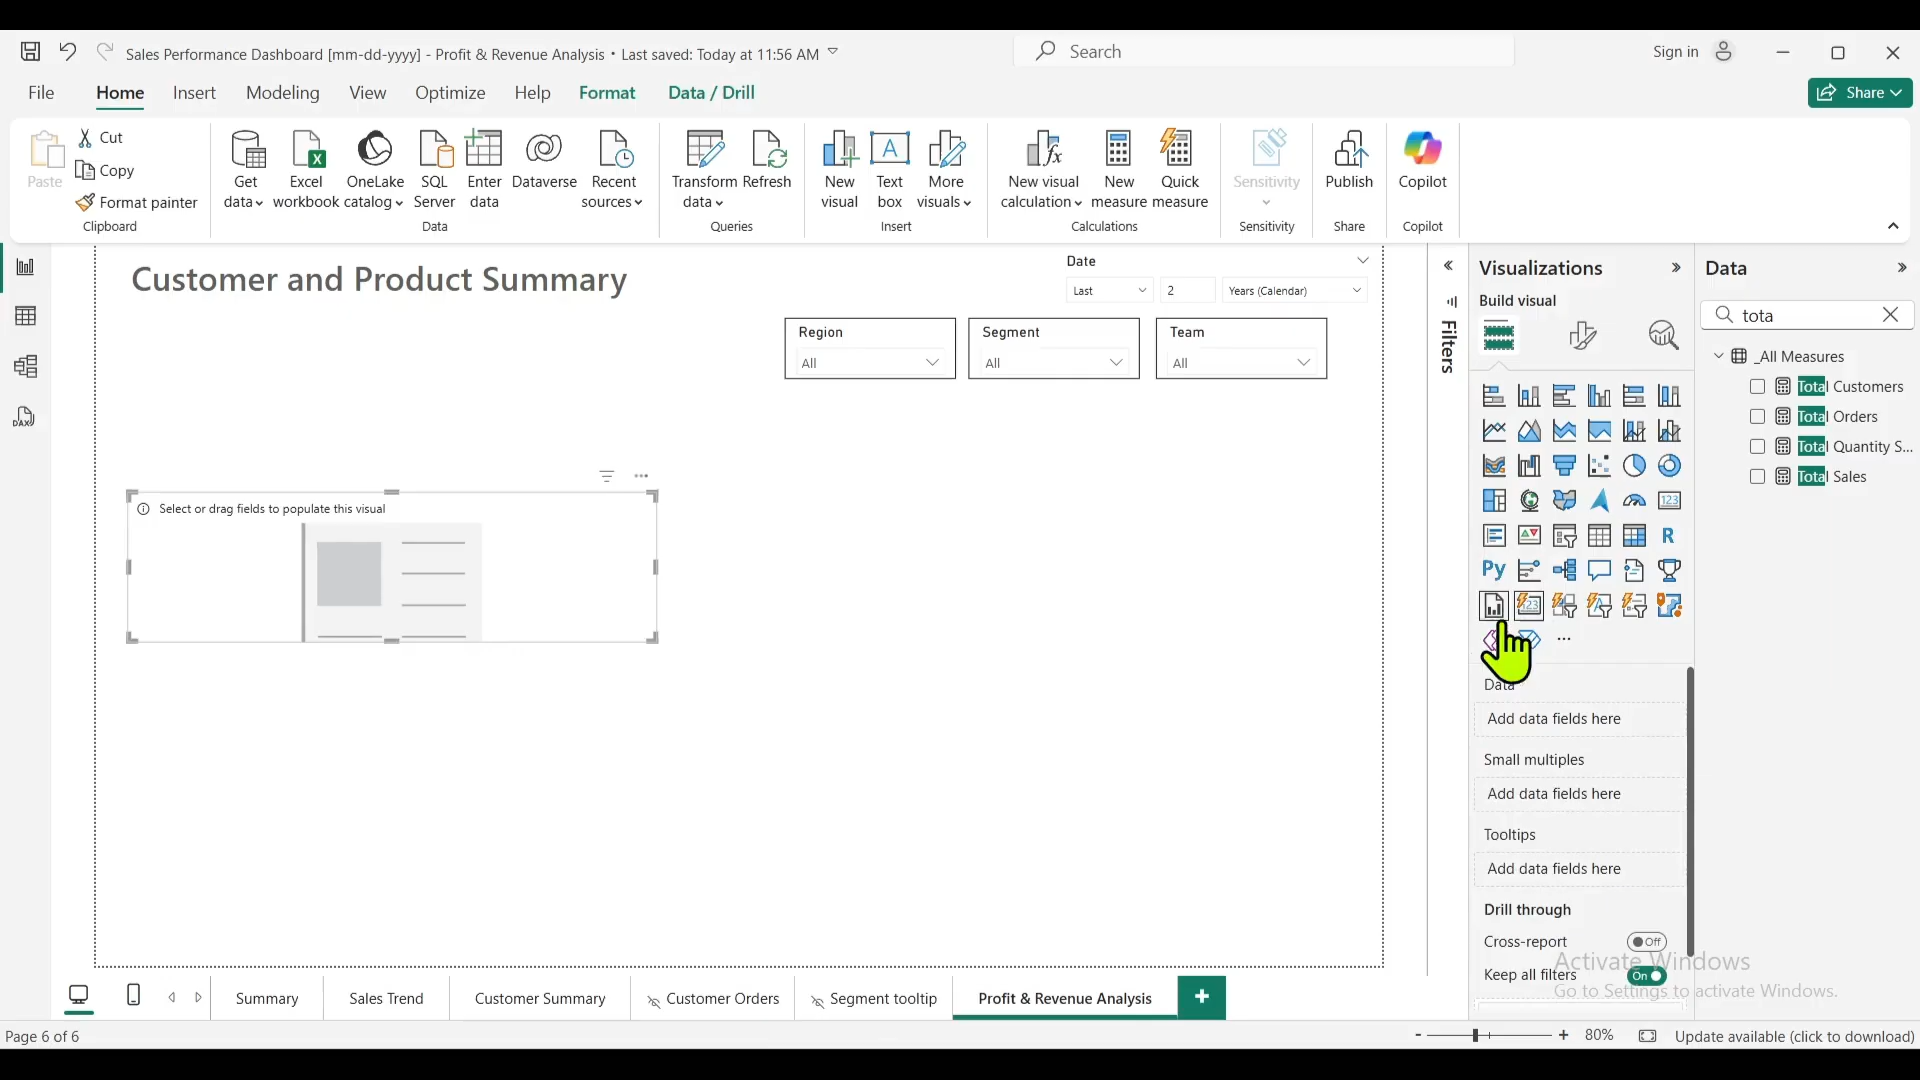 Sales Performance Dashboard [mm-dd-yyyy] - Profit & Revenue Analysis • Last saved: Today at 11:56 AM
Search
Sign in
File
Home
Insert
Modeling
View
Optimize
Help
Format
Data / Drill
Share
Paste
Cut
Copy
Format painter
Clipboard
Get data
Excel workbook
OneLake catalog
SQL Server
Enter data
Dataverse
Recent sources
Data
Transform data
Refresh
Queries
New visual
Text box
More visuals
Insert
New visual calculation
New measure
Quick measure
Calculations
Sensitivity
Sensitivity
Publish
Share
Copilot
Copilot
DAX
Customer and Product Summary
Date
Last
2
Years (Calendar)
Region
All
Segment
All
Team
All
Select or drag fields to populate this visual
Filters
Visualizations
Build visual
123
R
Py
123
Data
Add data fields here
Small multiples
Add data fields here
Tooltips
Add data fields here
Drill through
Cross-report
Off
Keep all filters
On
Data
tota
_All Measures
Total Customers
Total Orders
Total Quantity S...
Total Sales
Activate Windows
Go to Settings to activate Windows.
Summary
Sales Trend
Customer Summary
Customer Orders
Segment tooltip
Profit & Revenue Analysis
Page 6 of 6
80%
Update available (click to download)